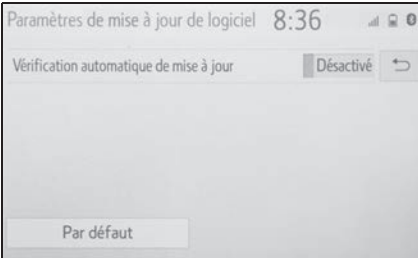 Paramètres de mise à jour de logiciel 8:36
Vérification automatique de mise à jour Désactivé
Par défaut